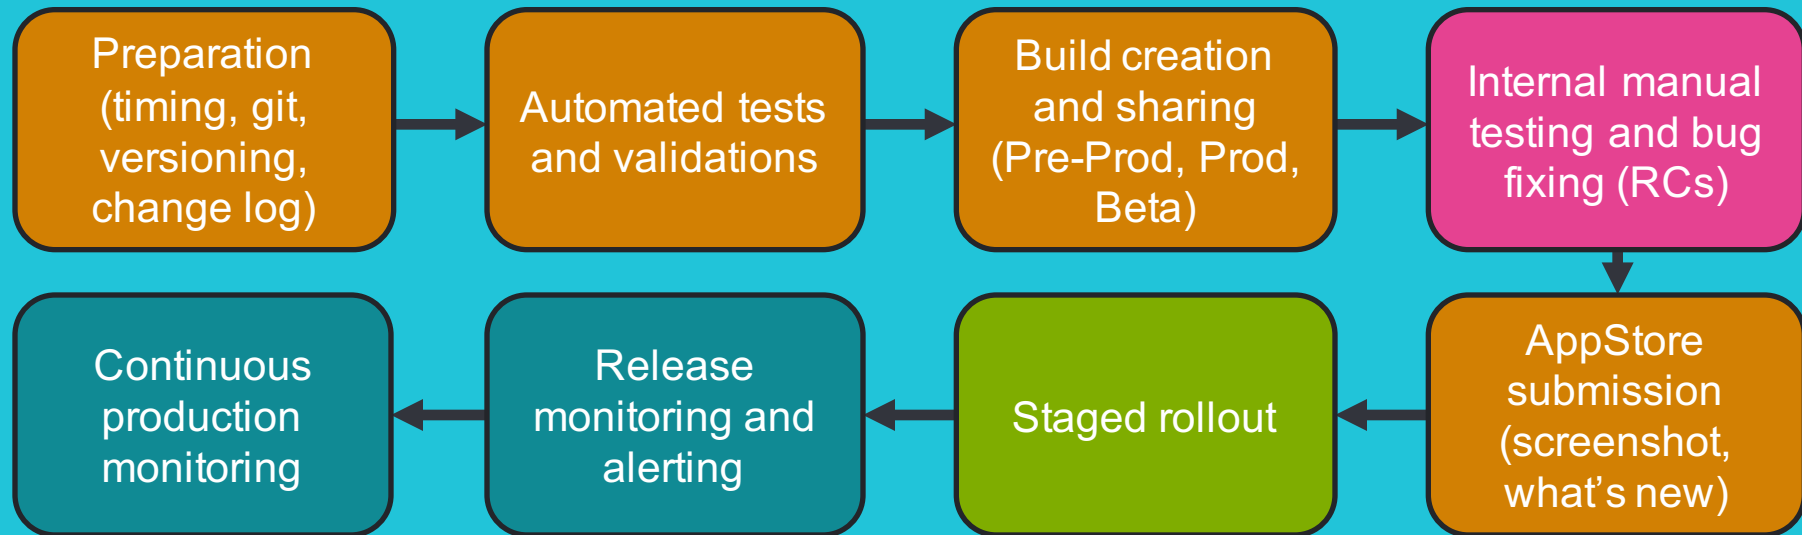 Preparation
(timing, git,
versioning,
change log)
Automated tests
and validations
Build creation
and sharing
(Pre-Prod, Prod,
Beta)
Internal manual
testing and bug
fixing (RCs)
Continuous
production
monitoring
Release
monitoring and
alerting
Staged rollout
AppStore
submission
(screenshot,
what's new)